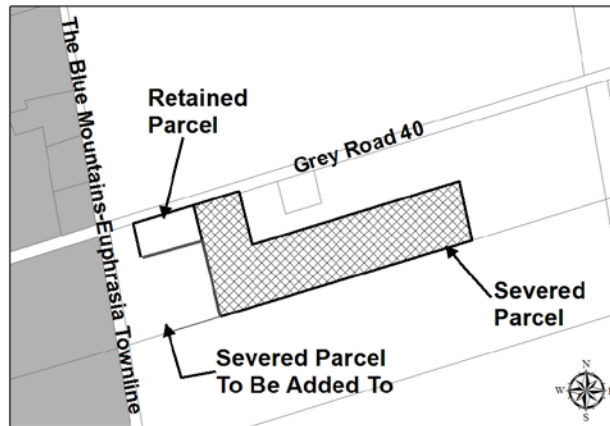 The Blue Mountains-Euphrasia Townline
Retained
Parcel
Grey Road 40
Severed
Parcel
Severed Parcel
To Be Added To
N
W
E
S